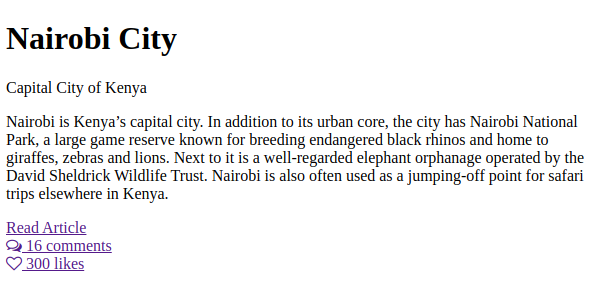 Nairobi City
Capital City of Kenya
Nairobi is Kenya’s capital city. In addition to its urban core, the city has Nairobi National
Park, a large game reserve known for breeding endangered black rhinos and home to
giraffes, zebras and lions. Next to it is a well-regarded elephant orphanage operated by the
David Sheldrick Wildlife Trust. Nairobi is also often used as a jumping-off point for safari
trips elsewhere in Kenya.
Read Article
16 comments
300 likes